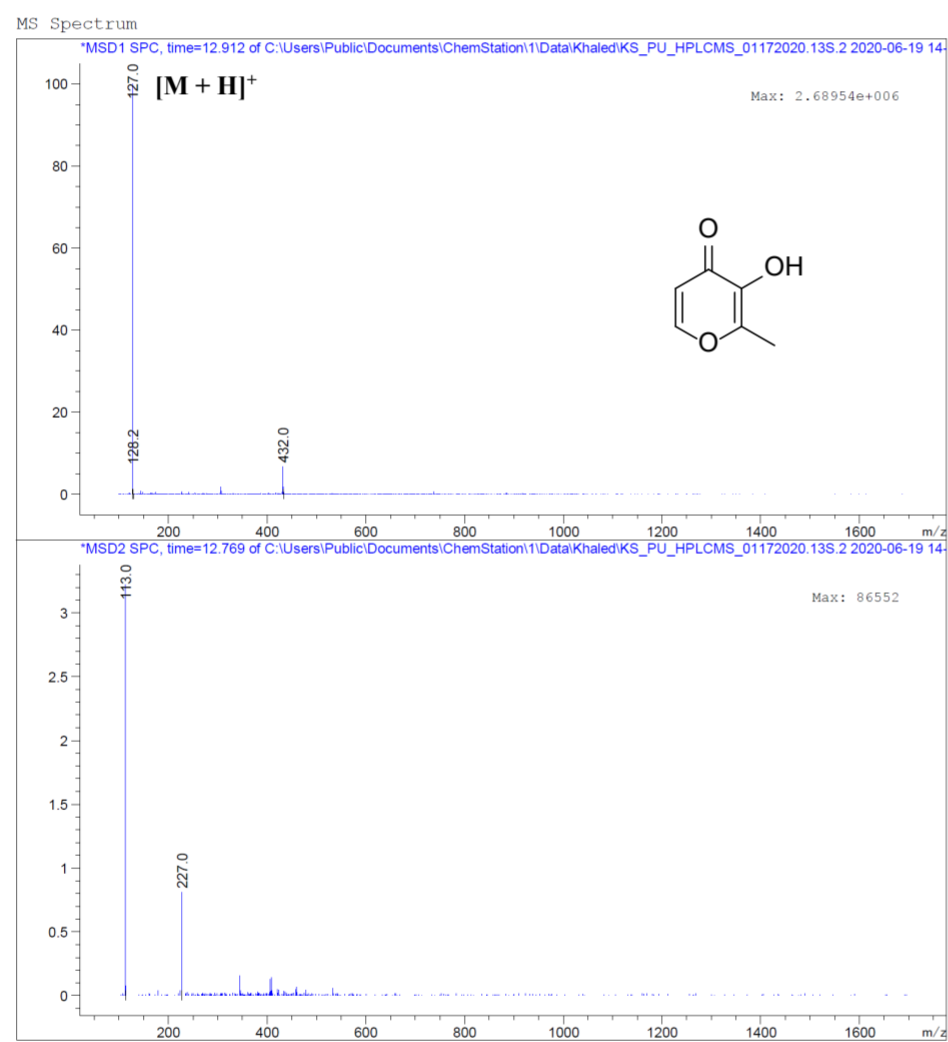 MS Spectrum
*MSD1 SPC, time=12.912 of C:\Users\Public\Documents\ChemStation\1\Data\Khaled\KS_PU_HPLCMS_01172020.13S.2 2020-06-19 14-
127.0
[M + H]+
Max: 2.68954e+006
100
80
60
40
20
0
O
OH
O
128.2
432.0
200 400 600 800 1000 1200 1400 1600 m/z
*MSD2 SPC, time=12.769 of C:\Users\Public\Documents\ChemStation\1\Data\Khaled\KS_PU_HPLCMS_01172020.13S.2 2020-06-19 14-
113.0
Max: 86552
3
2.5
2
1.5
1
0.5
0
227.0
200 400 600 800 1000 1200 1400 1600 m/z